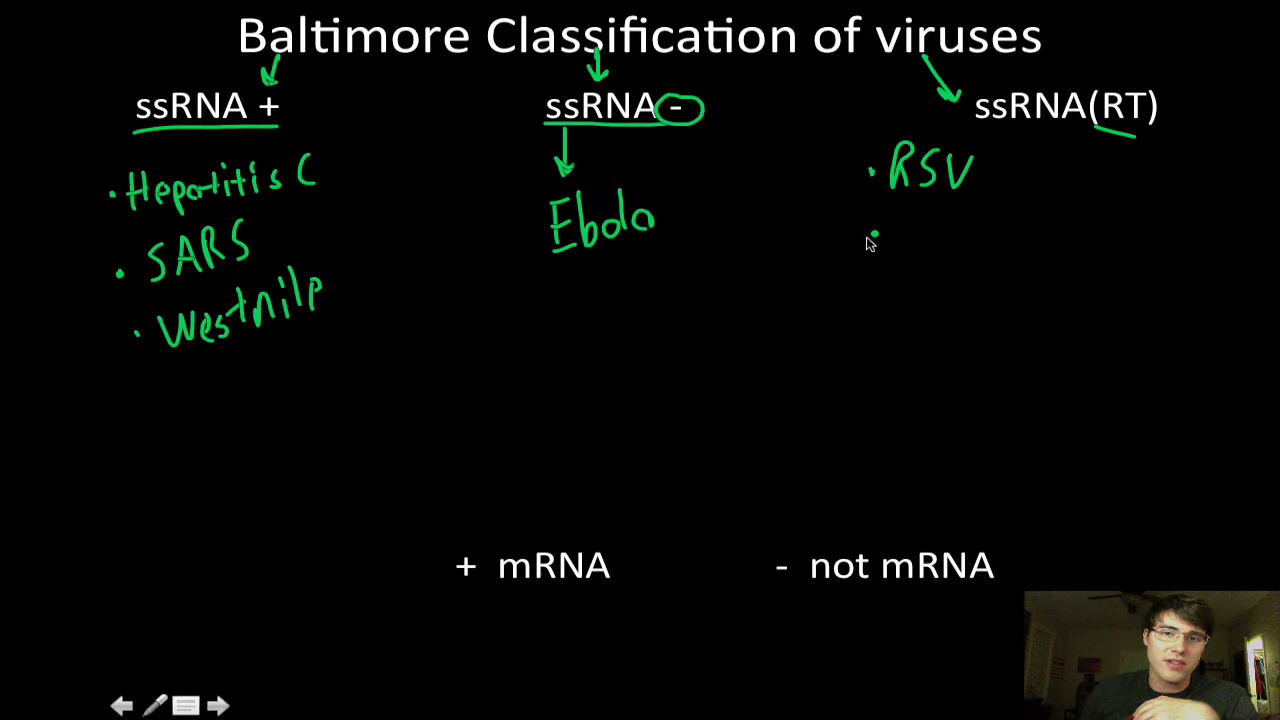 Baltimore Classification of viruses
ssRNA +
ssRNA -
ssRNA(RT)
• Hepatitis C
• SARS
• Westnile
Ebola
• RSV
•
+ mRNA
- not mRNA